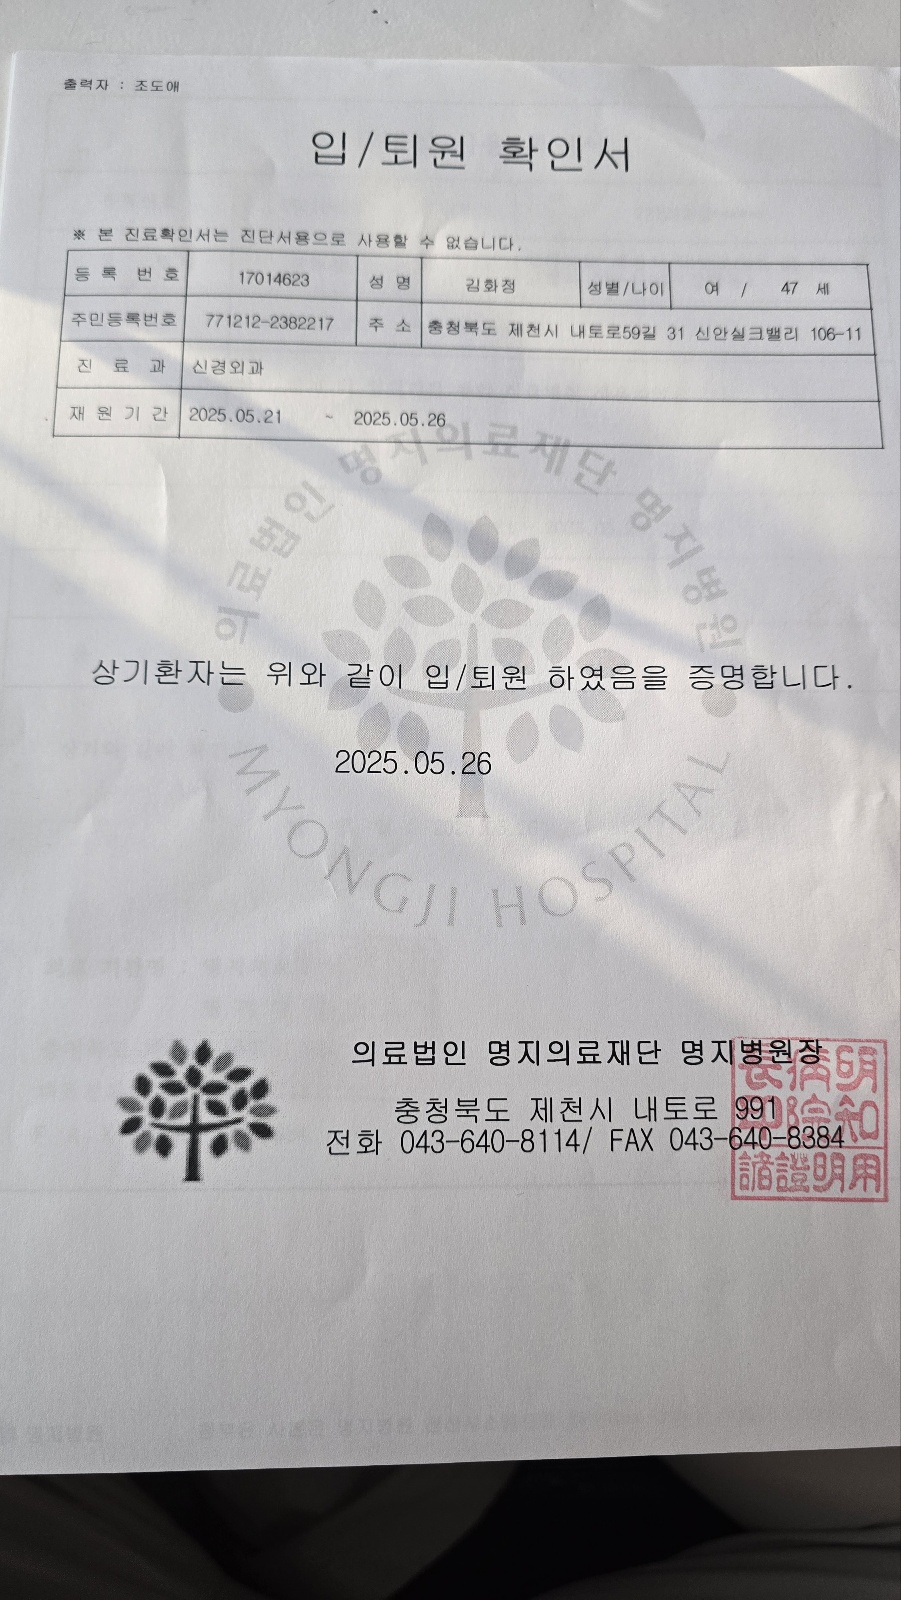 출력자 : 조도애
입/퇴원 확인서
※ 본 진료확인서는 진단서용으로 사용할 수 없습니다.
등 록 번 호 17014623 성 명 김화정 성별/나이 여 / 47 세
주민등록번호 771212-2382217 주 소 충청북도 제천시 내토로59길 31 신안실크밸리 106-11
진 료 과 신경외과
재 원 기 간 2025.05.21 ~ 2025.05.26
의료법인 명지의료재단 명지병원
상기환자는 위와 같이 입/퇴원 하였음을 증명합니다.
2025.05.26
MYONGJI HOSPITAL
의료법인 명지의료재단 명지병원장
충청북도 제천시 내토로 991
전화 043-640-8114/ FAX 043-640-8384